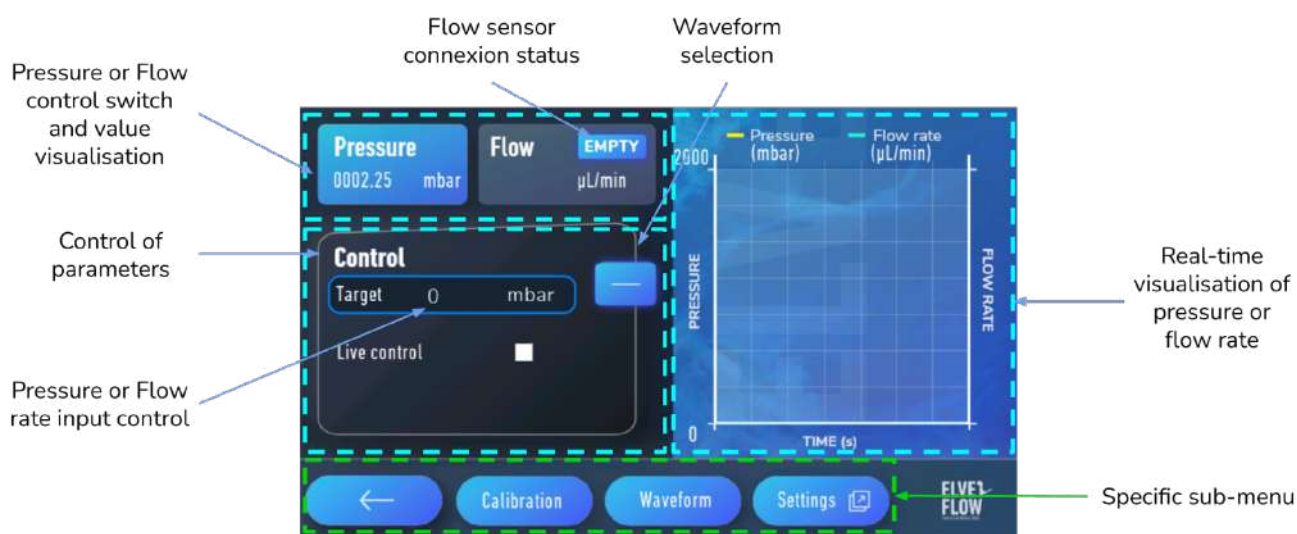 Flow sensor
connexion status
Waveform
selection
Pressure or Flow
control switch
and value
visualisation
Control of
parameters
Pressure or Flow
rate input control
Pressure
0002.25 mbar
Flow EMPTY
µL/min
Control
Target 0 mbar
Live control
Pressure
(mbar)
Flow rate
(µL/min)
2000
PRESSURE
FLOW RATE
0
TIME (s)
Real-time
visualisation of
pressure or
flow rate
Calibration
Waveform
Settings
ELVE
FLOW
Specific sub-menu